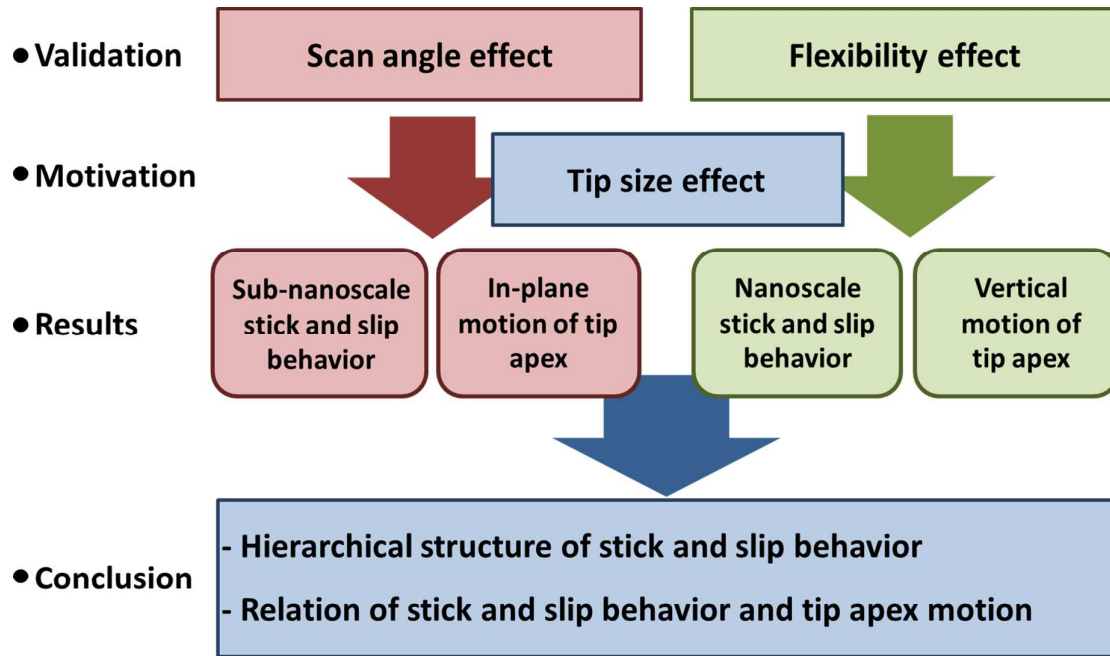 • Validation
Scan angle effect
Flexibility effect
• Motivation
Tip size effect
• Results
Sub-nanoscale
stick and slip
behavior
In-plane
motion of tip
apex
Nanoscale
stick and slip
behavior
Vertical
motion of
tip apex
• Conclusion
- Hierarchical structure of stick and slip behavior
- Relation of stick and slip behavior and tip apex motion